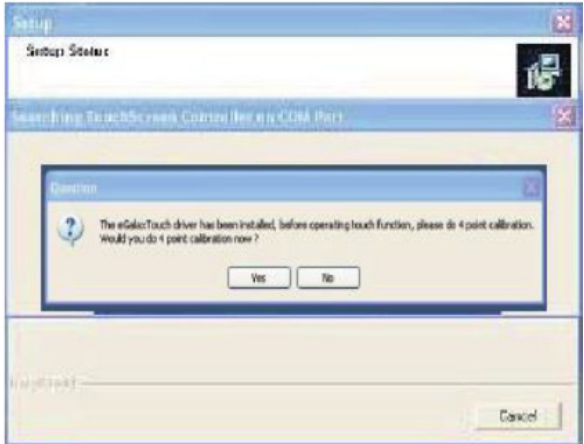 Setup
Setup Status
Searching TouchScreen Controller on COM Port
Question
The eGalaxTouch driver has been installed, before operating touch function, please do 4 point calibration.
Would you do 4 point calibration now ?
Yes
No
Cancel